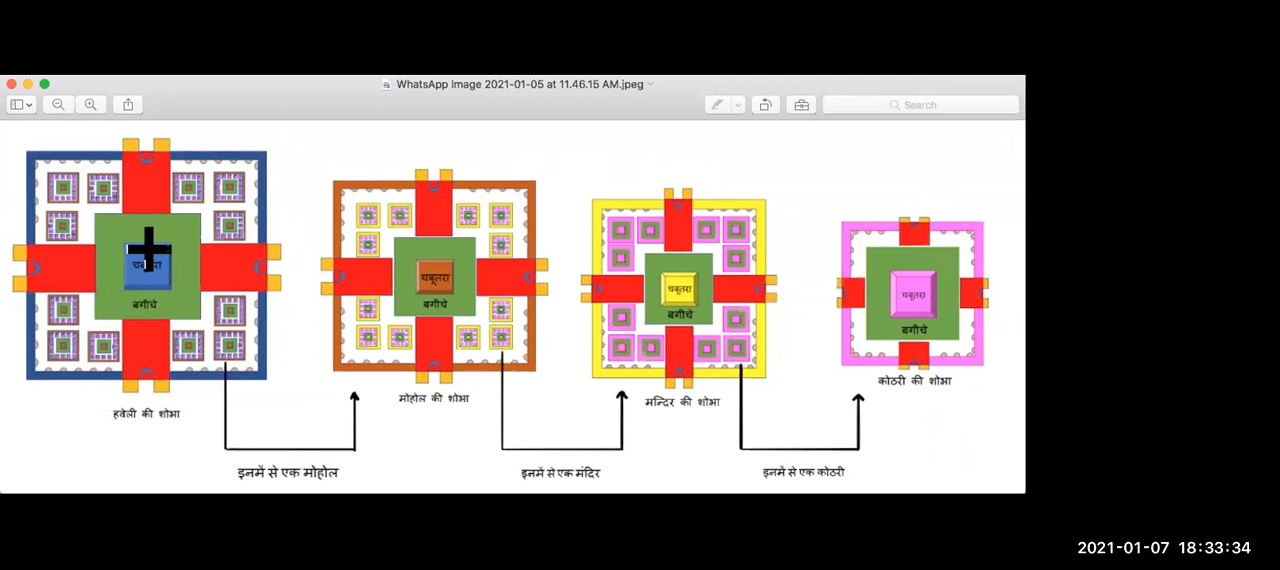 WhatsApp Image 2021-01-05 at 11.46.15 AM.jpeg
Search
चबूतरा
बगीचे
हवेली की शोभा
चबूतरा
बगीचे
मोहोल की शोभा
चबूतरा
बगीचे
मन्दिर की शोभा
चबूतरा
बगीचे
कोठरी की शोभा
इनमें से एक मोहोल
इनमें से एक मंदिर
इनमें से एक कोठरी
2021-01-07 18:33:34